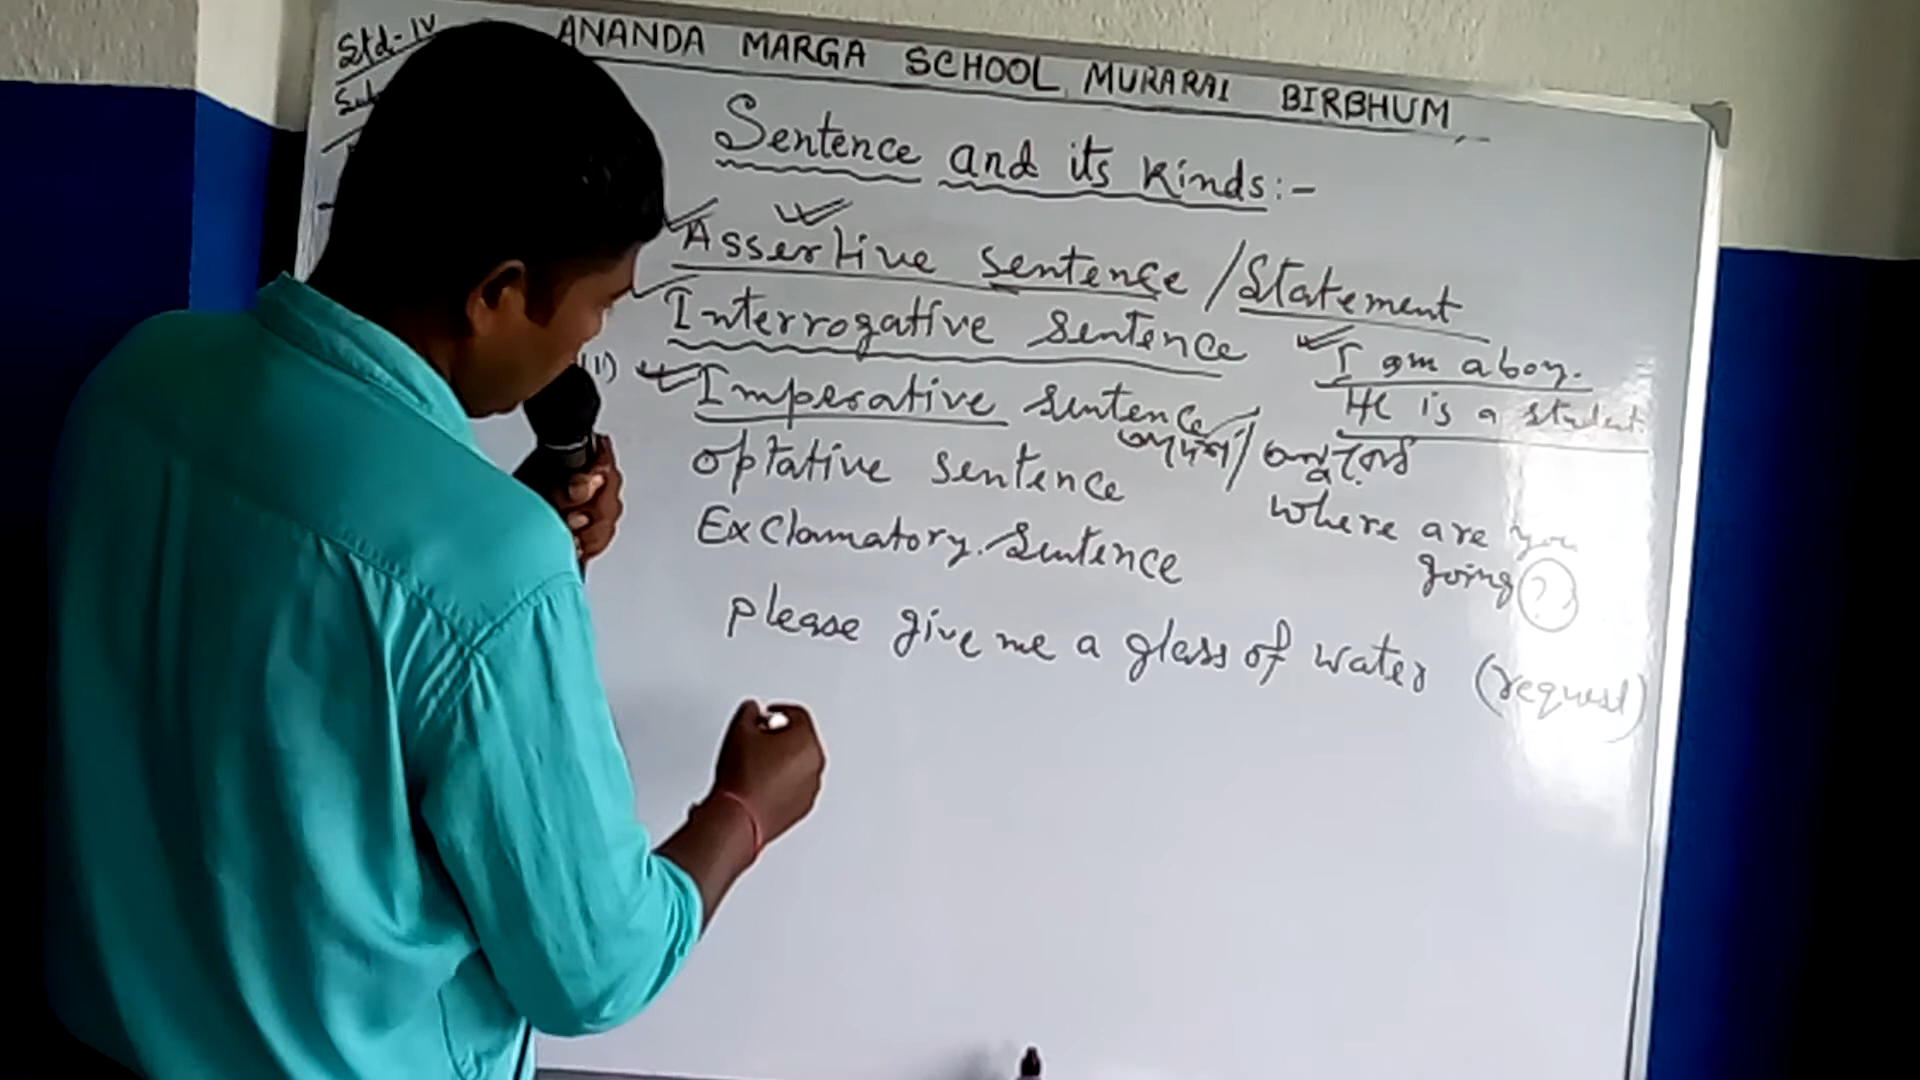 Std-IV
ANANDA MARGA SCHOOL MURARAI BIRBHUM
Sentence and its kinds:-
Assertive sentence / Statement
Interrogative sentence
I am a boy.
(ii) Imperative sentence
He is a student
optative sentence
where are you
going ?
Exclamatory. Sentence
please give me a glass of water (request)